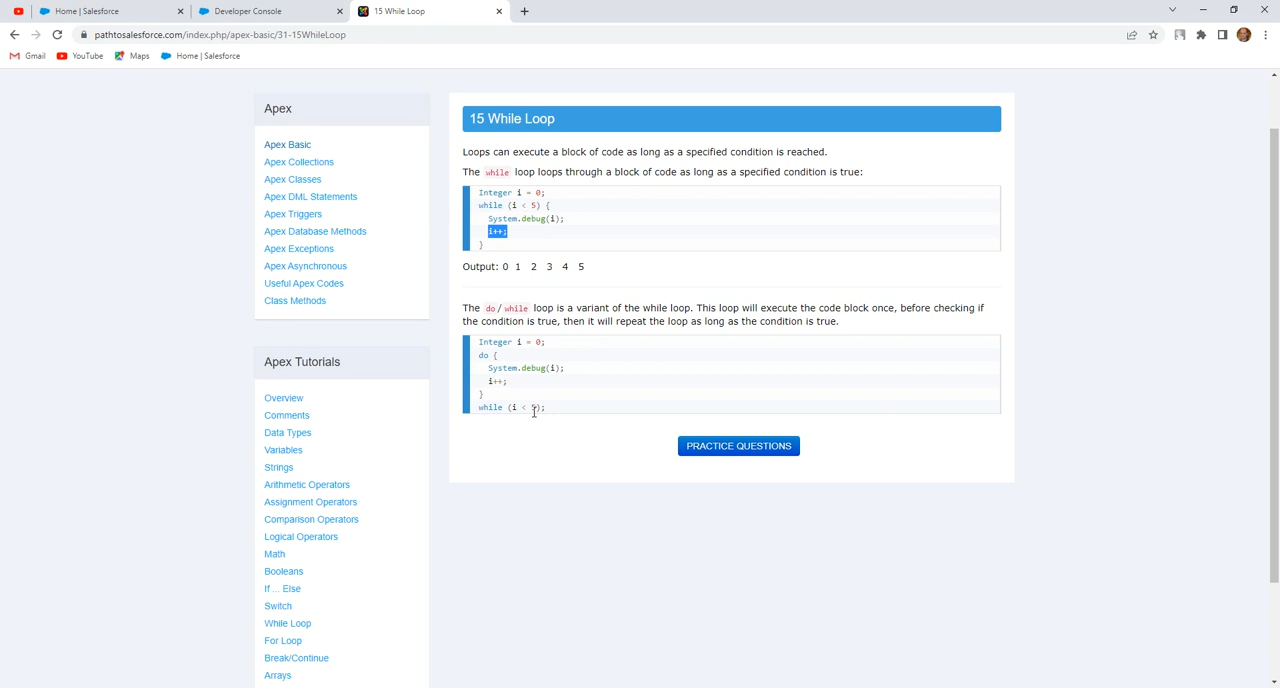 Home | Salesforce
Developer Console
15 While Loop
pathtosalesforce.com/index.php/apex-basic/31-15WhileLoop
Gmail
YouTube
Maps
Home | Salesforce
Apex
Apex Basic
Apex Collections
Apex Classes
Apex DML Statements
Apex Triggers
Apex Database Methods
Apex Exceptions
Apex Asynchronous
Useful Apex Codes
Class Methods
Apex Tutorials
Overview
Comments
Data Types
Variables
Strings
Arithmetic Operators
Assignment Operators
Comparison Operators
Logical Operators
Math
Booleans
If ... Else
Switch
While Loop
For Loop
Break/Continue
Arrays
15 While Loop
Loops can execute a block of code as long as a specified condition is reached.
The while loop loops through a block of code as long as a specified condition is true:
Integer i = 0;
while (i < 5) {
System.debug(i);
i++;
}
Output: 0 1 2 3 4 5
The do/while loop is a variant of the while loop. This loop will execute the code block once, before checking if
the condition is true, then it will repeat the loop as long as the condition is true.
Integer i = 0;
do {
System.debug(i);
i++;
}
while (i < 5);
PRACTICE QUESTIONS